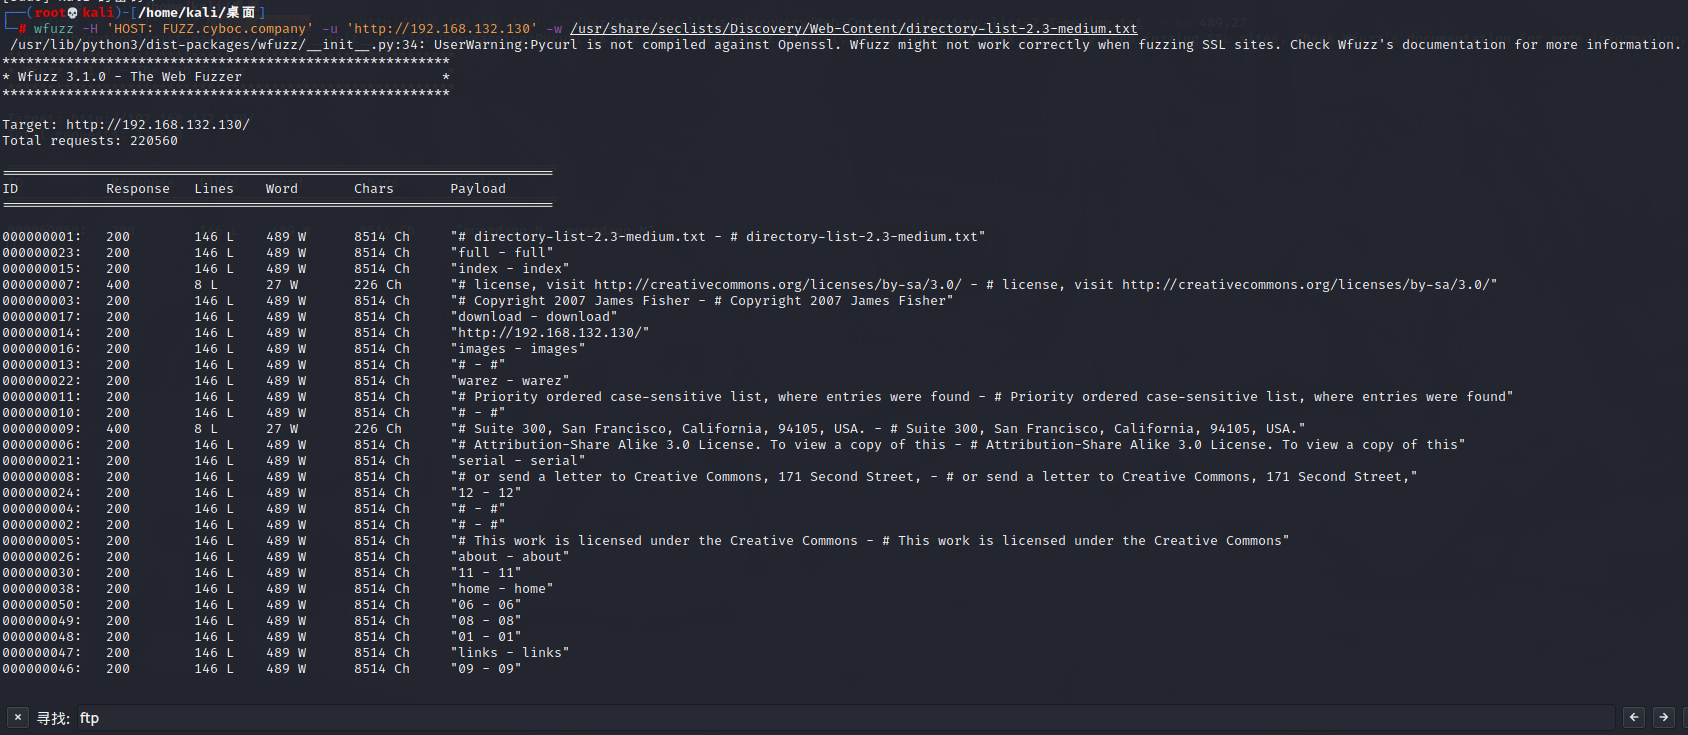 ┌──(root💀kali)-[/home/kali/桌面]
└─# wfuzz -H 'HOST: FUZZ.cyboc.company' -u 'http://192.168.132.130' -w /usr/share/seclists/Discovery/Web-Content/directory-list-2.3-medium.txt
/usr/lib/python3/dist-packages/wfuzz/__init__.py:34: UserWarning:Pycurl is not compiled against Openssl. Wfuzz might not work correctly when fuzzing SSL sites. Check Wfuzz's documentation for more information.
********************************************************
* Wfuzz 3.1.0 - The Web Fuzzer *
********************************************************
Target: http://192.168.132.130/
Total requests: 220560
=====================================================================
ID Response Lines Word Chars Payload
=====================================================================
000000001: 200 146 L 489 W 8514 Ch "# directory-list-2.3-medium.txt - # directory-list-2.3-medium.txt"
000000023: 200 146 L 489 W 8514 Ch "full - full"
000000015: 200 146 L 489 W 8514 Ch "index - index"
000000007: 400 8 L 27 W 226 Ch "# license, visit http://creativecommons.org/licenses/by-sa/3.0/ - # license, visit http://creativecommons.org/licenses/by-sa/3.0/"
000000003: 200 146 L 489 W 8514 Ch "# Copyright 2007 James Fisher - # Copyright 2007 James Fisher"
000000017: 200 146 L 489 W 8514 Ch "download - download"
000000014: 200 146 L 489 W 8514 Ch "http://192.168.132.130/"
000000016: 200 146 L 489 W 8514 Ch "images - images"
000000013: 200 146 L 489 W 8514 Ch "# - #"
000000022: 200 146 L 489 W 8514 Ch "warez - warez"
000000011: 200 146 L 489 W 8514 Ch "# Priority ordered case-sensitive list, where entries were found - # Priority ordered case-sensitive list, where entries were found"
000000010: 200 146 L 489 W 8514 Ch "# - #"
000000009: 400 8 L 27 W 226 Ch "# Suite 300, San Francisco, California, 94105, USA. - # Suite 300, San Francisco, California, 94105, USA."
000000006: 200 146 L 489 W 8514 Ch "# Attribution-Share Alike 3.0 License. To view a copy of this - # Attribution-Share Alike 3.0 License. To view a copy of this"
000000021: 200 146 L 489 W 8514 Ch "serial - serial"
000000008: 200 146 L 489 W 8514 Ch "# or send a letter to Creative Commons, 171 Second Street, - # or send a letter to Creative Commons, 171 Second Street,"
000000024: 200 146 L 489 W 8514 Ch "12 - 12"
000000004: 200 146 L 489 W 8514 Ch "# - #"
000000002: 200 146 L 489 W 8514 Ch "# - #"
000000005: 200 146 L 489 W 8514 Ch "# This work is licensed under the Creative Commons - # This work is licensed under the Creative Commons"
000000026: 200 146 L 489 W 8514 Ch "about - about"
000000030: 200 146 L 489 W 8514 Ch "11 - 11"
000000038: 200 146 L 489 W 8514 Ch "home - home"
000000050: 200 146 L 489 W 8514 Ch "06 - 06"
000000049: 200 146 L 489 W 8514 Ch "08 - 08"
000000048: 200 146 L 489 W 8514 Ch "01 - 01"
000000047: 200 146 L 489 W 8514 Ch "links - links"
000000046: 200 146 L 489 W 8514 Ch "09 - 09"
寻找: ftp